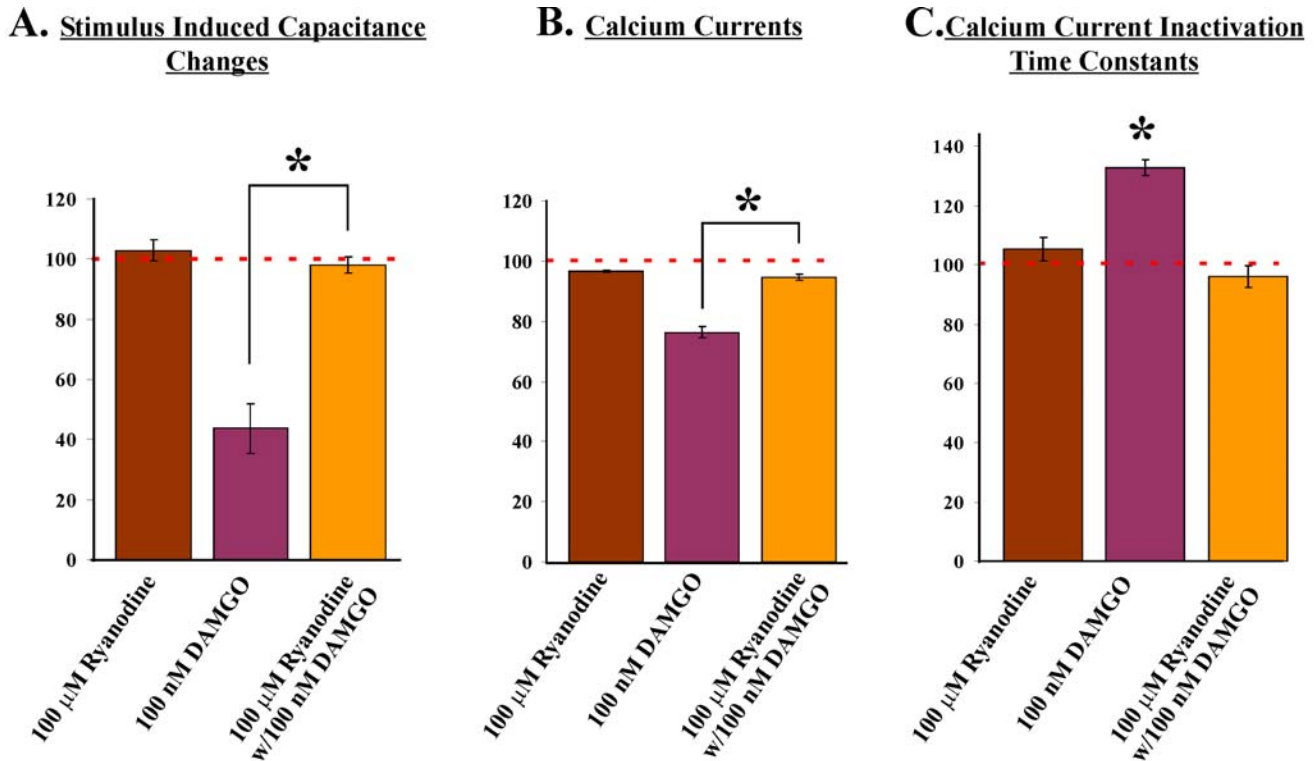 A. Stimulus Induced Capacitance
Changes
*
120
100
80
60
40
20
0
100 μM Ryanodine
100 nM DAMGO
100 μM Ryanodine
w/100 nM DAMGO
B. Calcium Currents
*
120
100
80
60
40
20
0
100 μM Ryanodine
100 nM DAMGO
100 μM Ryanodine
w/100 nM DAMGO
C. Calcium Current Inactivation
Time Constants
*
140
120
100
80
60
40
20
0
100 μM Ryanodine
100 nM DAMGO
100 μM Ryanodine
w/100 nM DAMGO